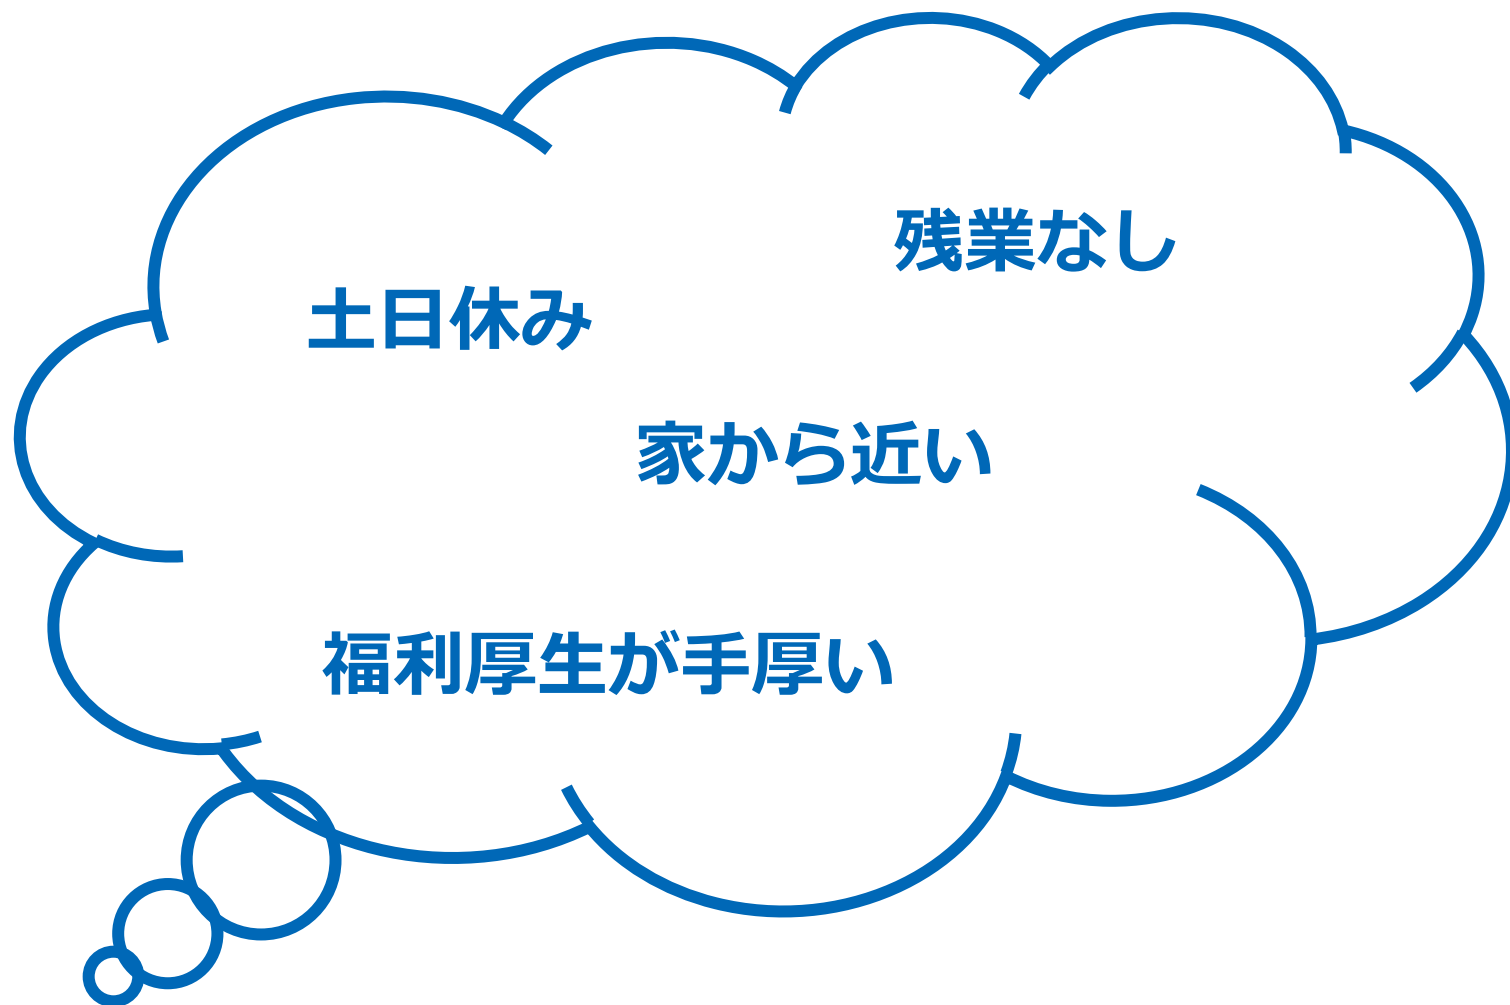 残業なし
土日休み
家から近い
福利厚生が手厚い